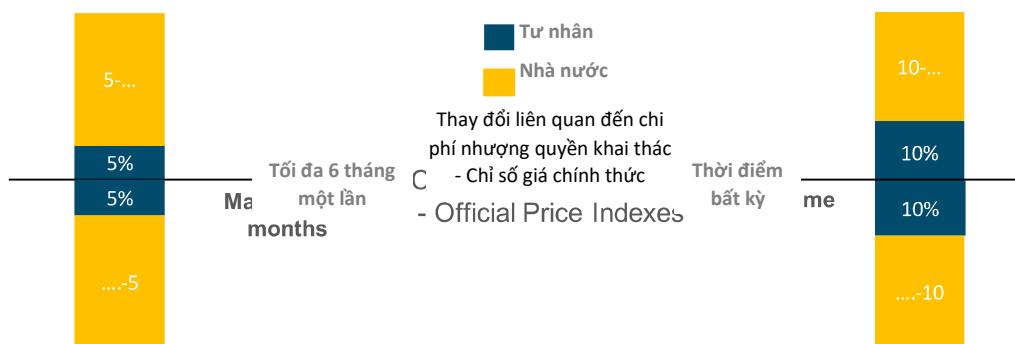 Tư nhân
Nhà nước
5-...
5%
5%
....-5
Tối đa 6 tháng
một lần
months
Thay đổi liên quan đến chi
phí nhượng quyền khai thác
- Chỉ số giá chính thức
- Official Price Indexes
Thời điểm
bất kỳ
me
10-...
10%
10%
....-10